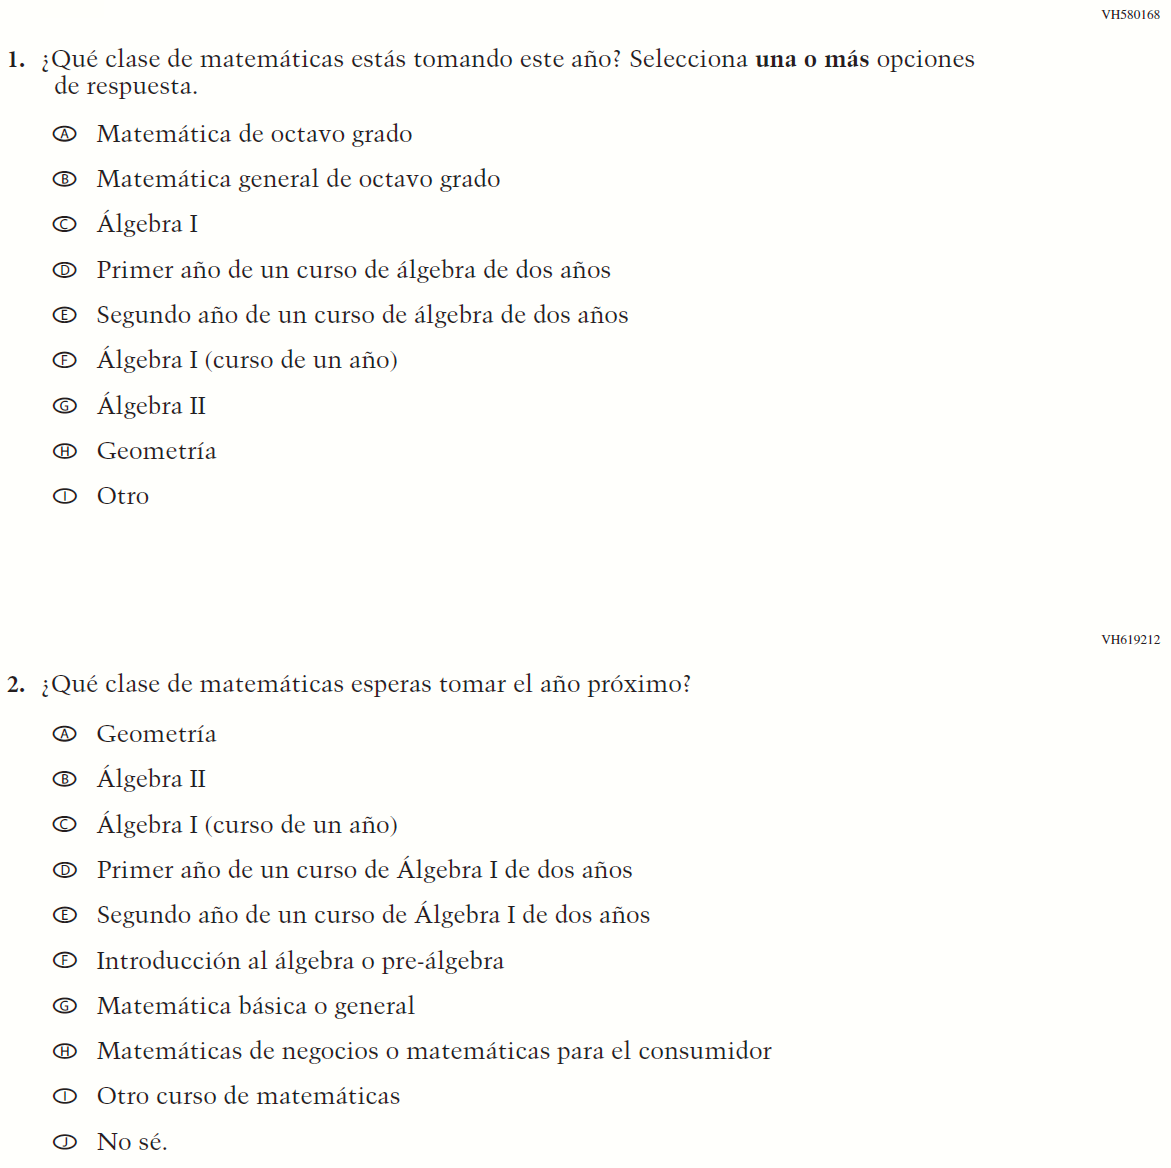 VH580168
1. ¿Qué clase de matemáticas estás tomando este año? Selecciona una o más opciones
de respuesta.
A Matemática de octavo grado
B Matemática general de octavo grado
C Álgebra I
D Primer año de un curso de álgebra de dos años
E Segundo año de un curso de álgebra de dos años
F Álgebra I (curso de un año)
G Álgebra II
H Geometría
I Otro
VH619212
2. ¿Qué clase de matemáticas esperas tomar el año próximo?
A Geometría
B Álgebra II
C Álgebra I (curso de un año)
D Primer año de un curso de Álgebra I de dos años
E Segundo año de un curso de Álgebra I de dos años
F Introducción al álgebra o pre-álgebra
G Matemática básica o general
H Matemáticas de negocios o matemáticas para el consumidor
I Otro curso de matemáticas
J No sé.